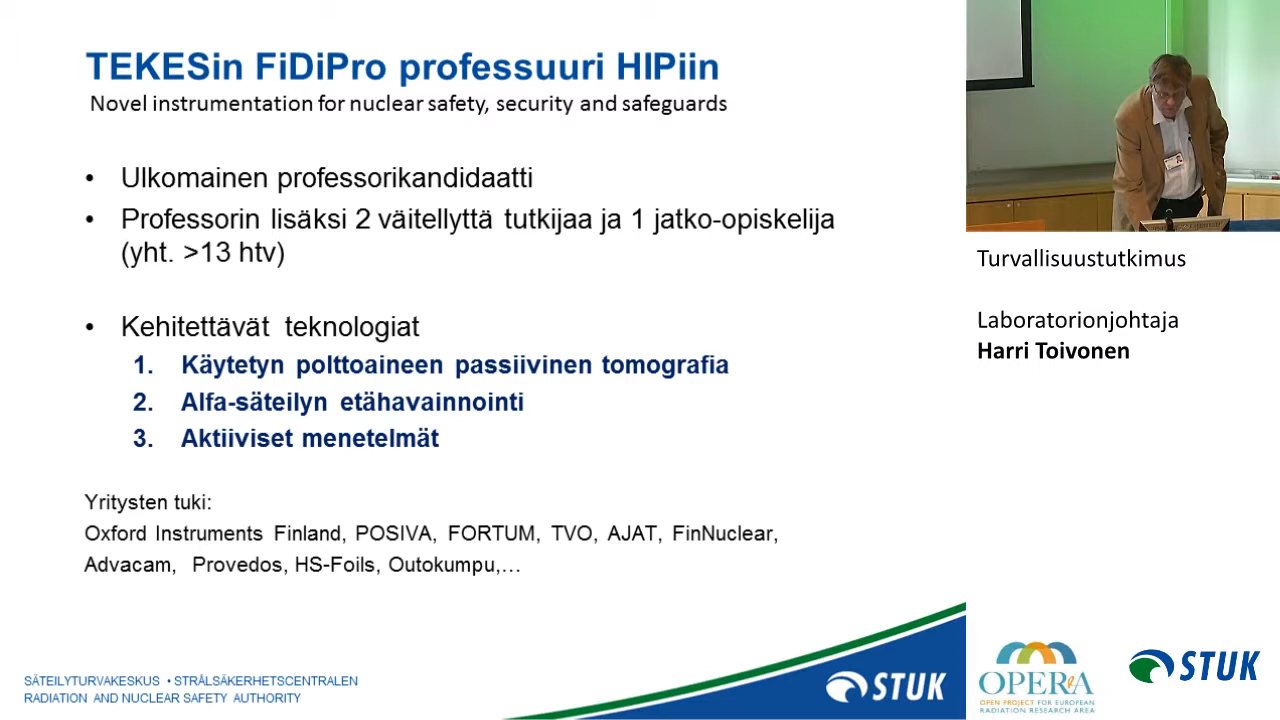 TEKESin FiDiPro professuuri HIPiin
Novel instrumentation for nuclear safety, security and safeguards
• Ulkomainen professorikandidaatti
• Professorin lisäksi 2 väitellyttä tutkijaa ja 1 jatko-opiskelija
(yht. >13 htv)
• Kehitettävät teknologiat
1. Käytetyn polttoaineen passiivinen tomografia
2. Alfa-säteilyn etähavainnointi
3. Aktiiviset menetelmät
Yritysten tuki:
Oxford Instruments Finland, POSIVA, FORTUM, TVO, AJAT, FinNuclear,
Advacam, Provedos, HS-Foils, Outokumpu,…
SÄTEILYTURVAKESKUS • STRÅLSÄKERHETSCENTRALEN
RADIATION AND NUCLEAR SAFETY AUTHORITY
STUK
Turvallisuustutkimus
Laboratorionjohtaja
Harri Toivonen
OPERA
OPEN PROJECT FOR EUROPEAN
RADIATION RESEARCH AREA
STUK